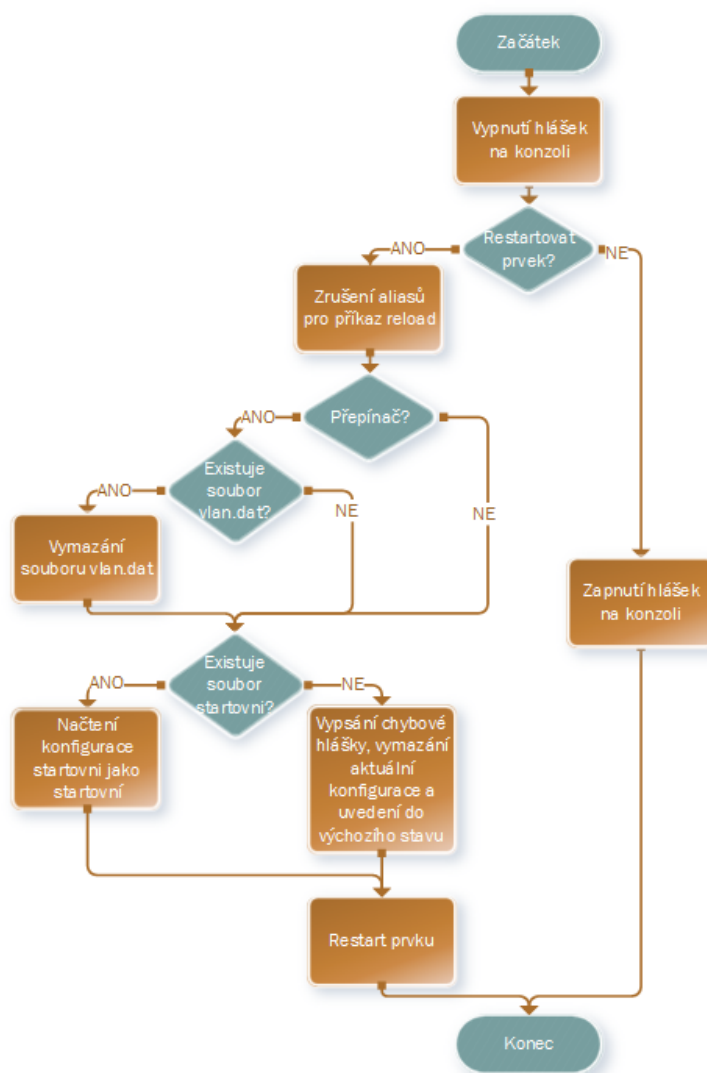 Začátek
Vypnutí hlášek
na konzoli
Restartovat
prvek?
ANO
NE
Zrušení aliasů
pro příkaz reload
Přepínač?
ANO
NE
Existuje
soubor
vlan.dat?
ANO
NE
Vymazání
souboru vlan.dat
Zapnutí hlášek
na konzoli
Existuje
soubor
startovni?
ANO
NE
Načtení
konfigurace
startovni jako
startovní
Vypsání chybové
hlášky, vymazání
aktuální
konfigurace a
uvedení do
výchozího stavu
Restart prvku
Konec